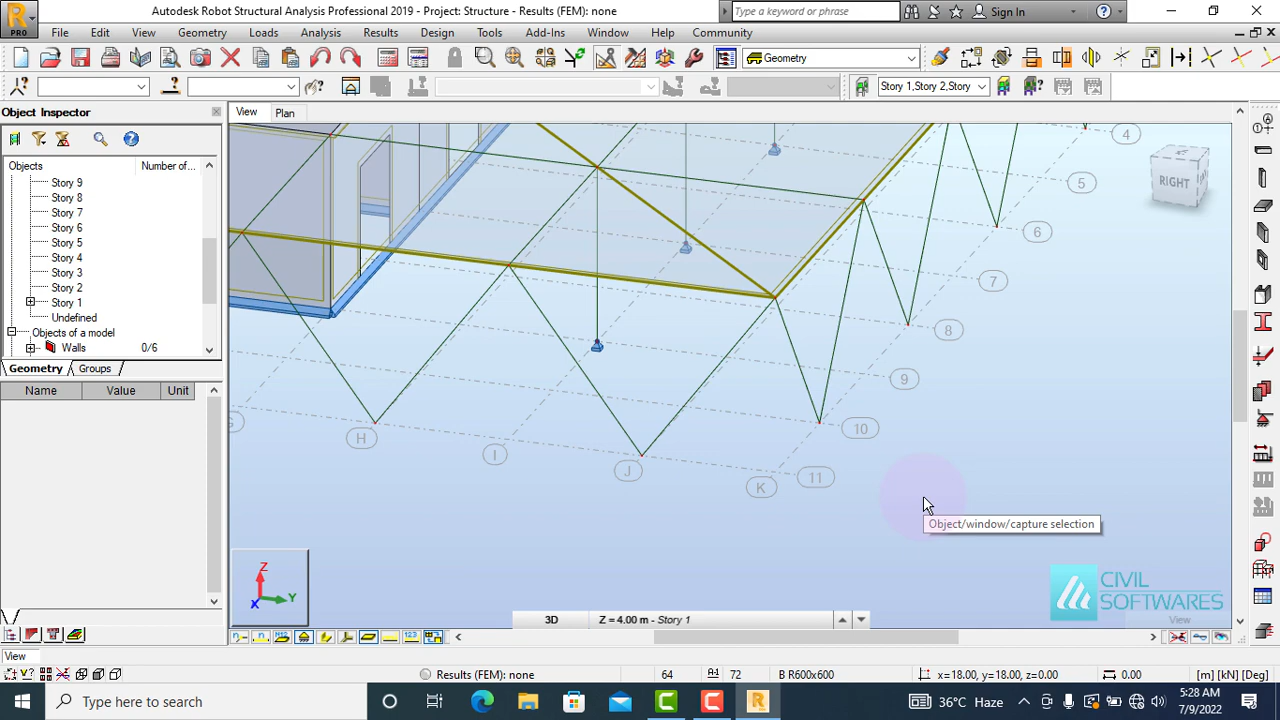 Autodesk Robot Structural Analysis Professional 2019 - Project: Structure - Results (FEM): none
Type a keyword or phrase
Sign In
PRO
File Edit View Geometry Loads Analysis Results Design Tools Add-Ins Window Help Community
Geometry
Story 1,Story 2,Story
Object Inspector
View Plan
Objects Number of...
Story 9
Story 8
Story 7
Story 6
Story 5
Story 4
Story 3
Story 2
Story 1
Undefined
Objects of a model
Walls 0/6
Geometry Groups
Name Value Unit
RIGHT
4
5
6
7
8
9
10
11
H
I
J
K
Object/window/capture selection
Z
X
Y
3D Z = 4.00 m - Story 1
CIVIL
SOFTWARES
View
View
Results (FEM): none 64 72 B R600x600 x=18.00, y=18.00, z=0.00 0.00 [m] [kN] [Deg]
Type here to search
36°C Haze
5:28 AM
7/9/2022